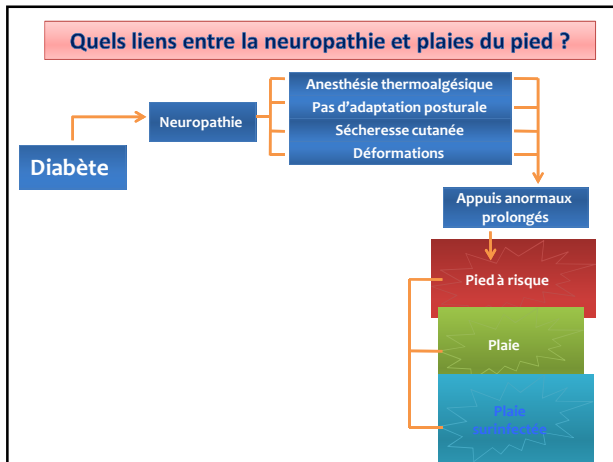 Quels liens entre la neuropathie et plaies du pied ?
Anesthésie thermoalgésique
Pas d'adaptation posturale
Neuropathie
Sécheresse cutanée
Déformations
Diabète
Appuis anormaux
prolongés
Pied à risque
Plaie
Plaie
surinfectée